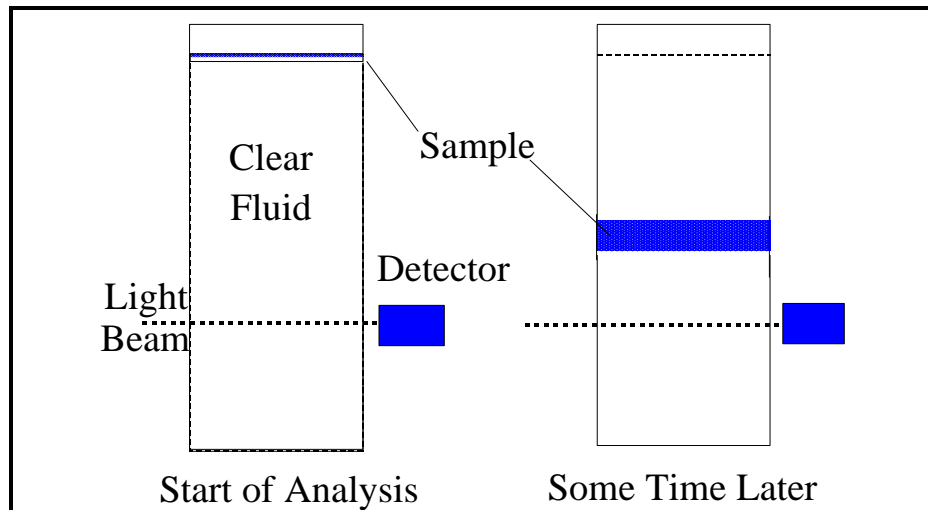 Clear
Fluid
Sample
Detector
Light
Beam
Start of Analysis
Some Time Later